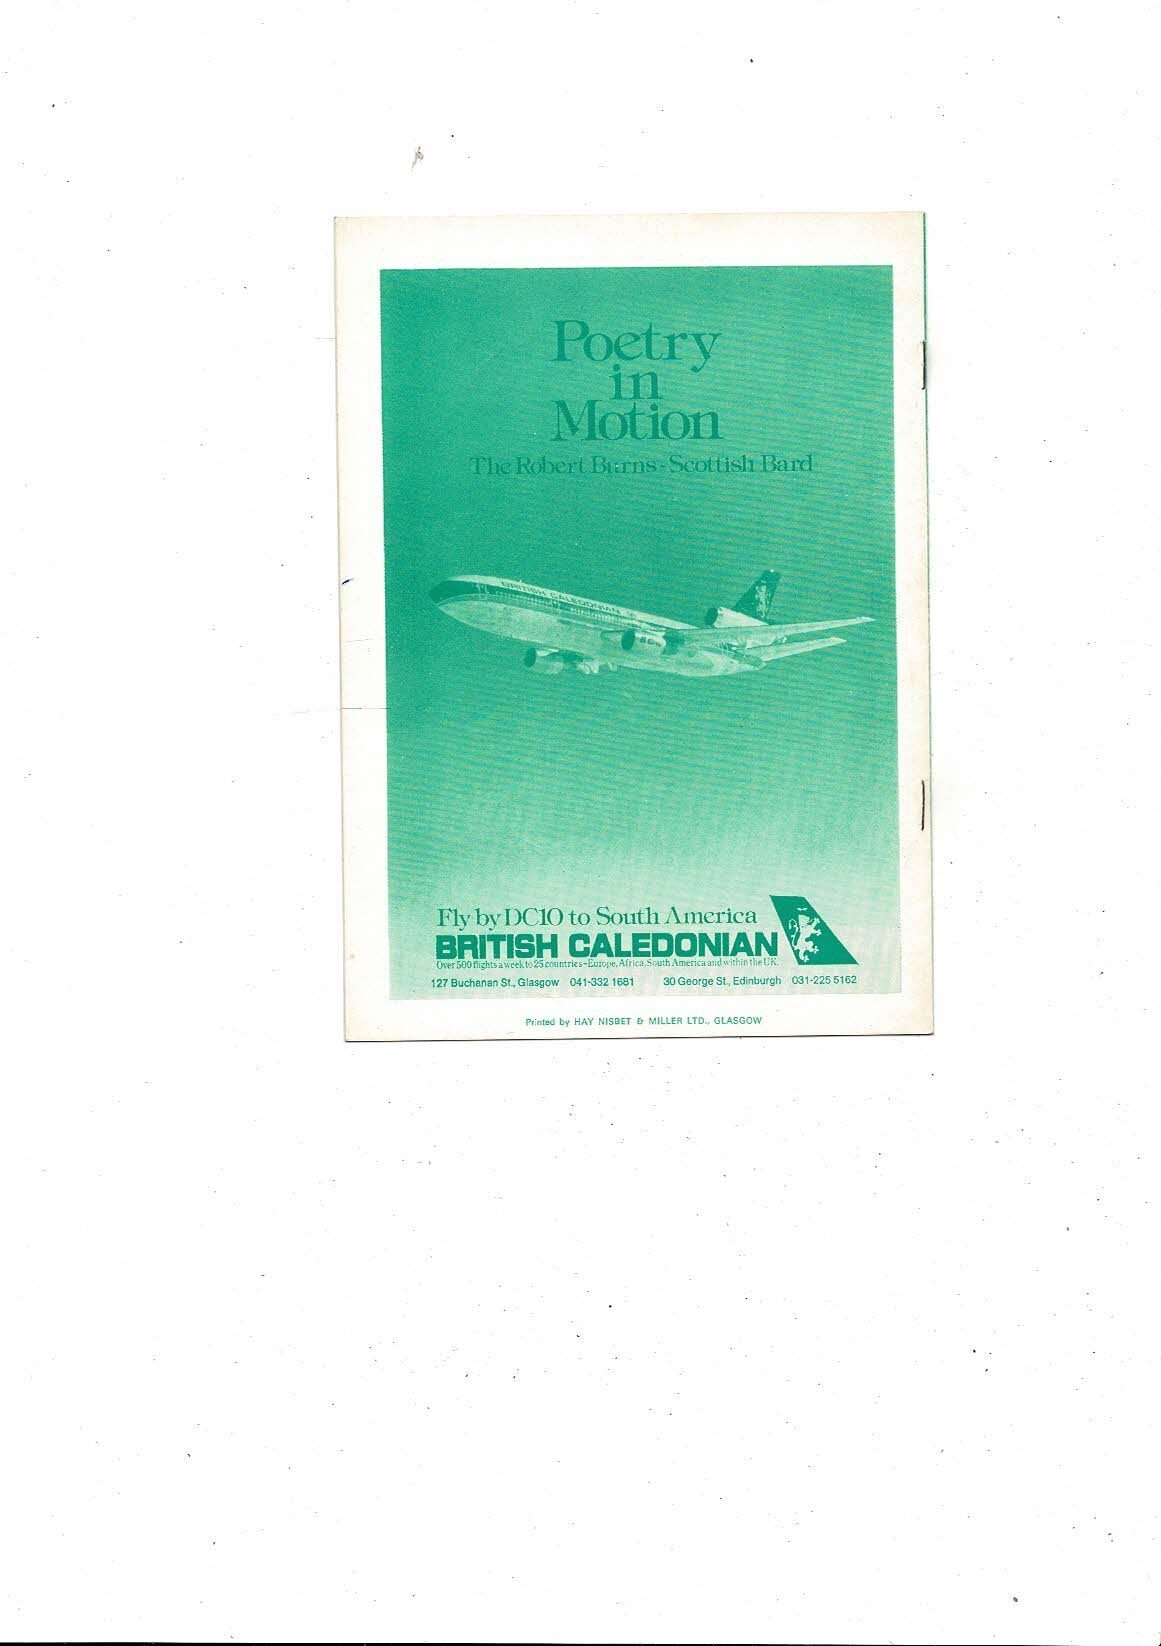 Poetry
in
Motion
The Robert Burns-Scottish Bard
BRITISH CALEDONIAN
Fly by DC10 to South America
BRITISH CALEDONIAN
Over 500 flights a week to 25 countries-Europe, Africa, South America and within the UK.
127 Buchanan St., Glasgow 041-332 1681 30 George St., Edinburgh 031-225 5162
Printed by HAY NISBET & MILLER LTD., GLASGOW